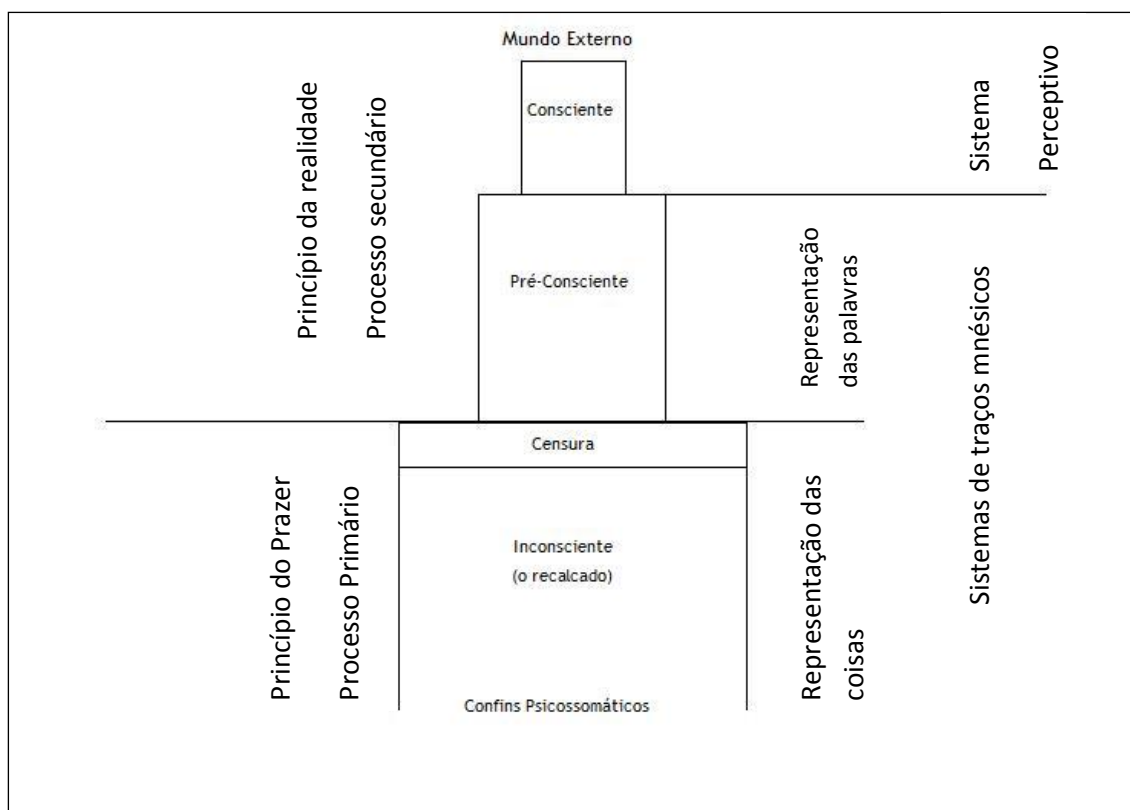 Mundo Externo
Consciente
Princípio da realidade
Processo secundário
Sistema
Perceptivo
Pré-Consciente
Representação
das palavras
Sistemas de traços mnésicos
Censura
Princípio do Prazer
Processo Primário
Inconsciente
(o recalcado)
Representação das
coisas
Confins Psicossomáticos